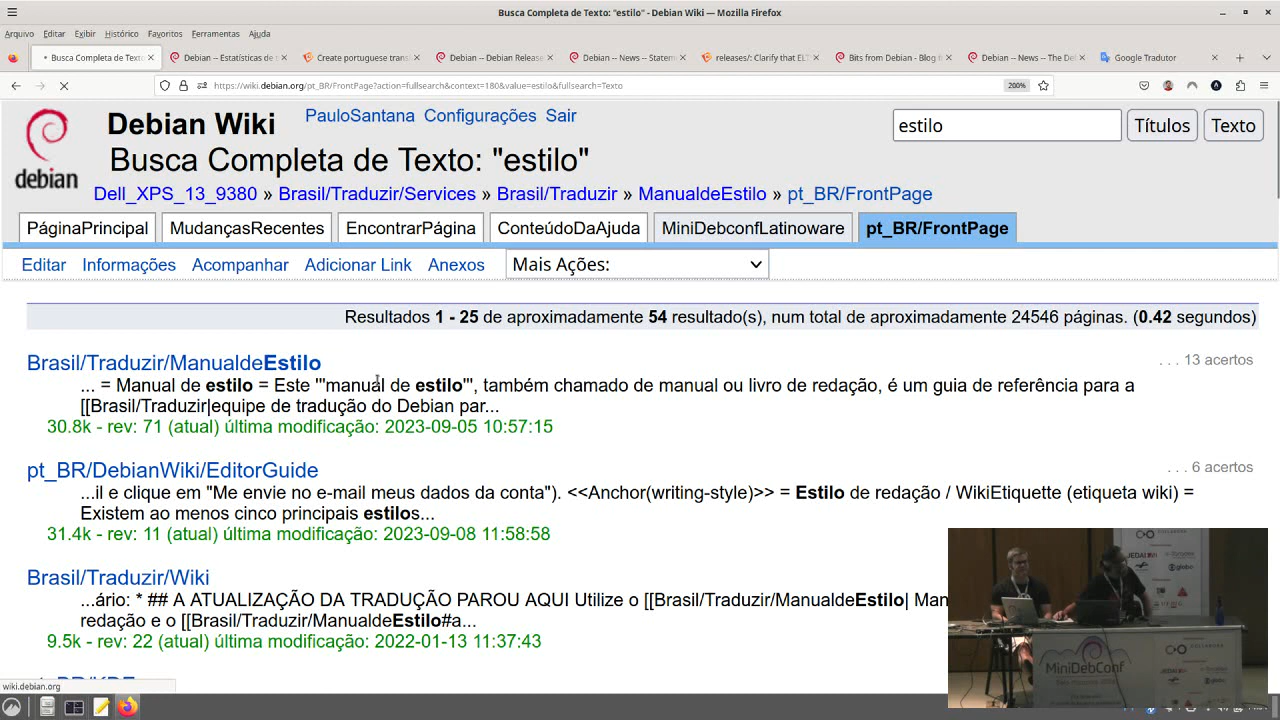 Busca Completa de Texto: "estilo" - Debian Wiki — Mozilla Firefox
Arquivo Editar Exibir Histórico Favoritos Ferramentas Ajuda
Busca Completa de Texto: Debian -- Estatísticas de Create portuguese trans Debian -- Debian Releas Debian -- News -- Statem releases/: Clarify that EL Bits from Debian - Blog Debian -- News -- The De Google Tradutor
https://wiki.debian.org/pt_BR/FrontPage?action=fullsearch&context=180&value=estilo&fullsearch=Texto 200%
debian
Debian Wiki PauloSantana Configurações Sair estilo Títulos Texto
Busca Completa de Texto: "estilo"
Dell_XPS_13_9380 » Brasil/Traduzir/Services » Brasil/Traduzir » ManualdeEstilo » pt_BR/FrontPage
PáginaPrincipal MudançasRecentes EncontrarPágina ConteúdoDaAjuda MiniDebconfLatinoware pt_BR/FrontPage
Editar Informações Acompanhar Adicionar Link Anexos Mais Ações:
Resultados 1 - 25 de aproximadamente 54 resultado(s), num total de aproximadamente 24546 páginas. (0.42 segundos)
Brasil/Traduzir/ManualdeEstilo . . . 13 acertos
... = Manual de estilo = Este '''manual de estilo''', também chamado de manual ou livro de redação, é um guia de referência para a
[[Brasil/Traduzir|equipe de tradução do Debian par...
30.8k - rev: 71 (atual) última modificação: 2023-09-05 10:57:15
pt_BR/DebianWiki/EditorGuide . . . 6 acertos
...il e clique em "Me envie no e-mail meus dados da conta"). <<Anchor(writing-style)>> = Estilo de redação / WikiEtiquette (etiqueta wiki) =
Existem ao menos cinco principais estilos...
31.4k - rev: 11 (atual) última modificação: 2023-09-08 11:58:58
Brasil/Traduzir/Wiki
...ário: * ## A ATUALIZAÇÃO DA TRADUÇÃO PAROU AQUI Utilize o [[Brasil/Traduzir/ManualdeEstilo| Man
redação e o [[Brasil/Traduzir/ManualdeEstilo#a...
9.5k - rev: 22 (atual) última modificação: 2022-01-13 11:37:43
wiki.debian.org
COLLABORA
globo
MiniDebConf
globo